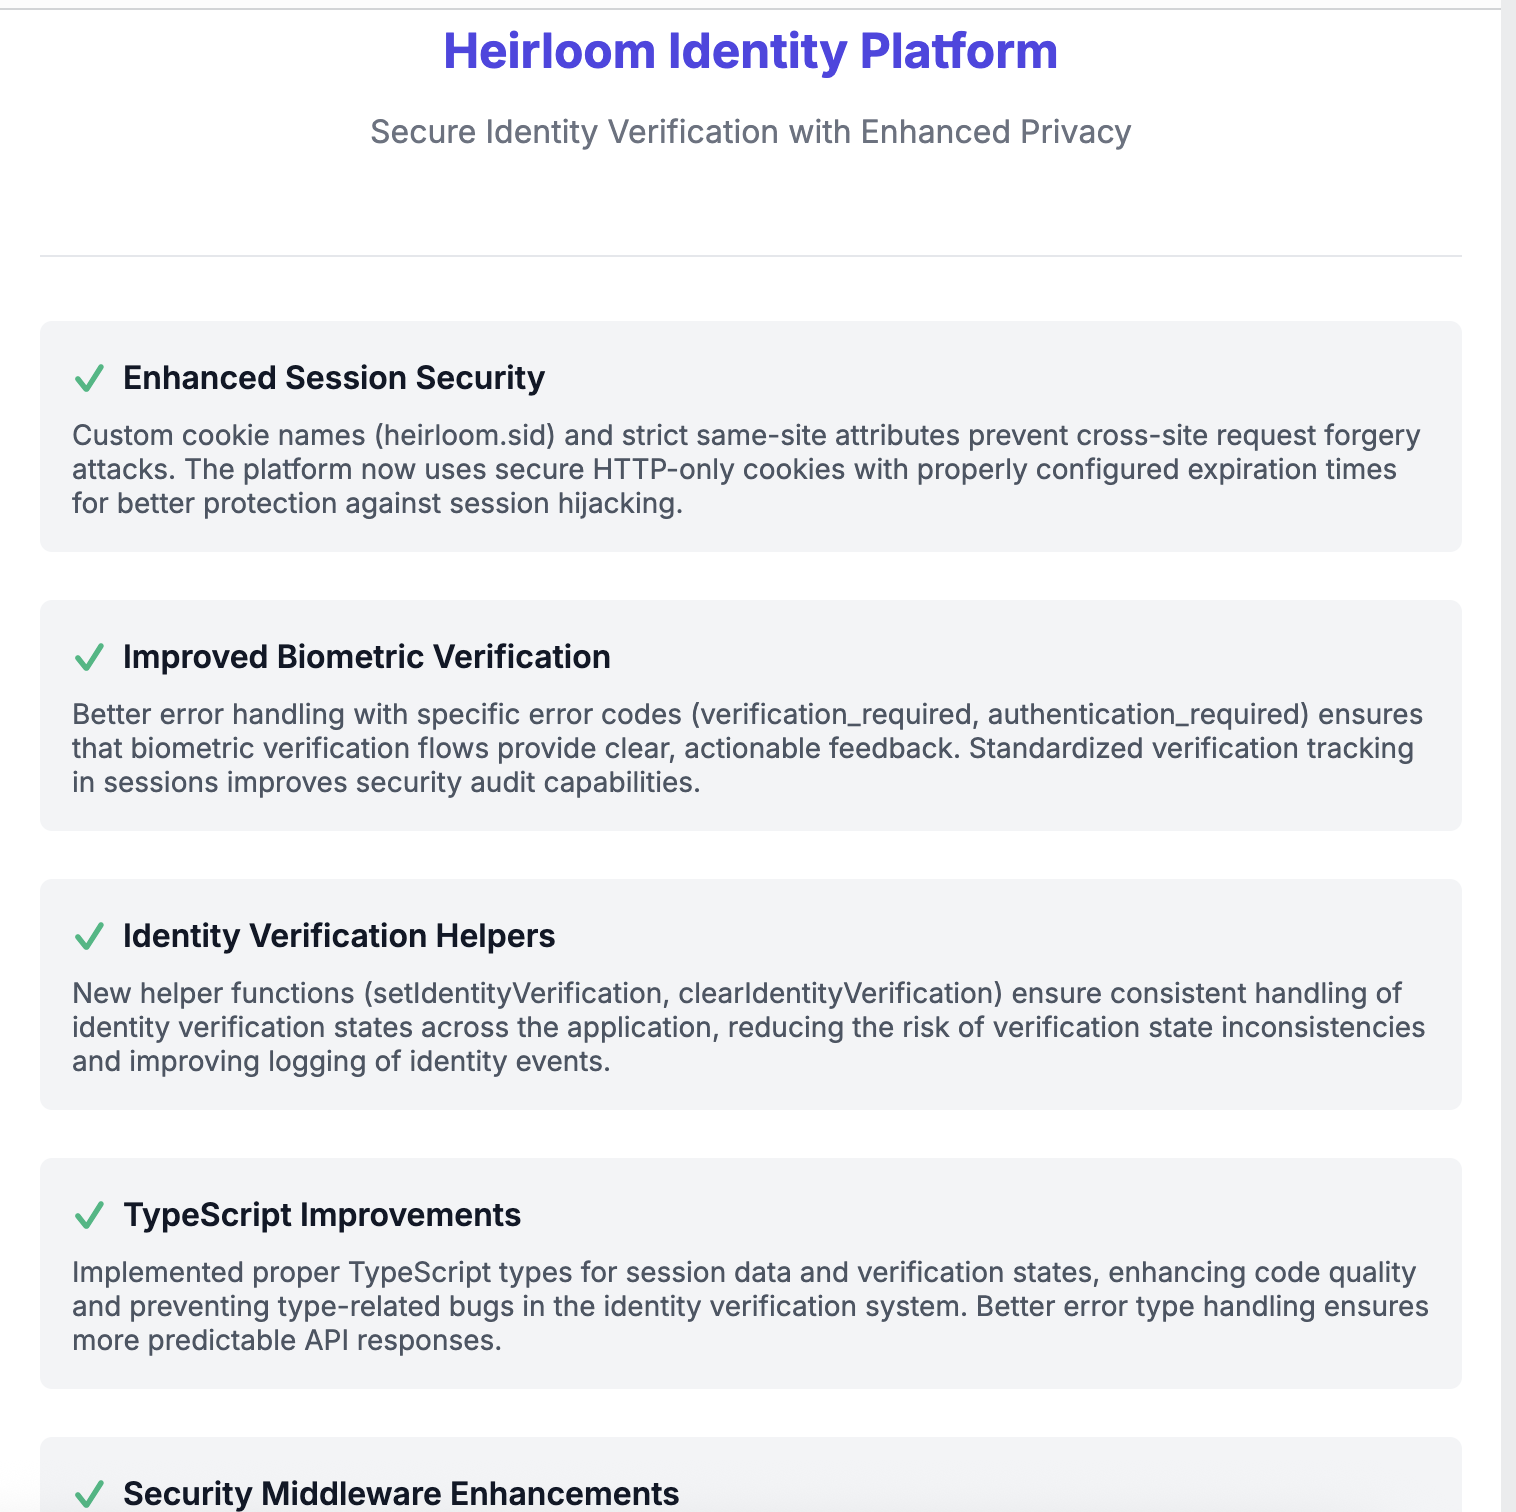 Heirloom Identity Platform
Secure Identity Verification with Enhanced Privacy
Enhanced Session Security
Custom cookie names (heirloom.sid) and strict same-site attributes prevent cross-site request forgery
attacks. The platform now uses secure HTTP-only cookies with properly configured expiration times
for better protection against session hijacking.
Improved Biometric Verification
Better error handling with specific error codes (verification_required, authentication_required) ensures
that biometric verification flows provide clear, actionable feedback. Standardized verification tracking
in sessions improves security audit capabilities.
Identity Verification Helpers
New helper functions (setIdentityVerification, clearIdentityVerification) ensure consistent handling of
identity verification states across the application, reducing the risk of verification state inconsistencies
and improving logging of identity events.
TypeScript Improvements
Implemented proper TypeScript types for session data and verification states, enhancing code quality
and preventing type-related bugs in the identity verification system. Better error type handling ensures
more predictable API responses.
Security Middleware Enhancements